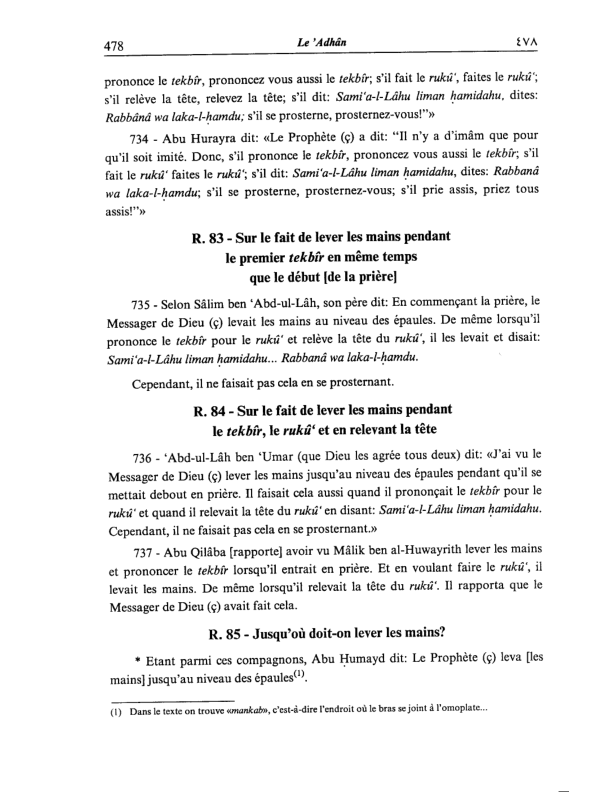 478 Le ’Adhân ٤٧٨
prononce le tekbîr, prononcez vous aussi le tekbîr; s’il fait le rukû‘, faites le rukû‘;
s’il relève la tête, relevez la tête; s’il dit: Sami‘a-l-Lâhu liman ḥamidahu, dites:
Rabbânâ wa laka-l-ḥamdu; s’il se prosterne, prosternez-vous!”»
734 - Abu Hurayra dit: «Le Prophète (ç) a dit: “Il n’y a d’imâm que pour
qu’il soit imité. Donc, s’il prononce le tekbîr, prononcez vous aussi le tekbîr; s’il
fait le rukû‘ faites le rukû‘; s’il dit: Sami‘a-l-Lâhu liman ḥamidahu, dites: Rabbanâ
wa laka-l-ḥamdu; s’il se prosterne, prosternez-vous; s’il prie assis, priez tous
assis!”»
R. 83 - Sur le fait de lever les mains pendant
le premier tekbîr en même temps
que le début [de la prière]
735 - Selon Sâlim ben ‘Abd-ul-Lâh, son père dit: En commençant la prière, le
Messager de Dieu (ç) levait les mains au niveau des épaules. De même lorsqu’il
prononce le tekbîr pour le rukû‘ et relève la tête du rukû‘, il les levait et disait:
Sami‘a-l-Lâhu liman ḥamidahu... Rabbanâ wa laka-l-ḥamdu.
Cependant, il ne faisait pas cela en se prosternant.
R. 84 - Sur le fait de lever les mains pendant
le tekbîr, le rukû‘ et en relevant la tête
736 - ‘Abd-ul-Lâh ben ‘Umar (que Dieu les agrée tous deux) dit: «J’ai vu le
Messager de Dieu (ç) lever les mains jusqu’au niveau des épaules pendant qu’il se
mettait debout en prière. Il faisait cela aussi quand il prononçait le tekbîr pour le
rukû‘ et quand il relevait la tête du rukû‘ en disant: Sami‘a-l-Lâhu liman ḥamidahu.
Cependant, il ne faisait pas cela en se prosternant.»
737 - Abu Qilâba [rapporte] avoir vu Mâlik ben al-Huwayrith lever les mains
et prononcer le tekbîr lorsqu’il entrait en prière. Et en voulant faire le rukû‘, il
levait les mains. De même lorsqu’il relevait la tête du rukû‘. Il rapporta que le
Messager de Dieu (ç) avait fait cela.
R. 85 - Jusqu’où doit-on lever les mains?
* Etant parmi ces compagnons, Abu Ḥumayd dit: Le Prophète (ç) leva [les
mains] jusqu’au niveau des épaules(1).
(1) Dans le texte on trouve «mankab», c’est-à-dire l’endroit où le bras se joint à l’omoplate...